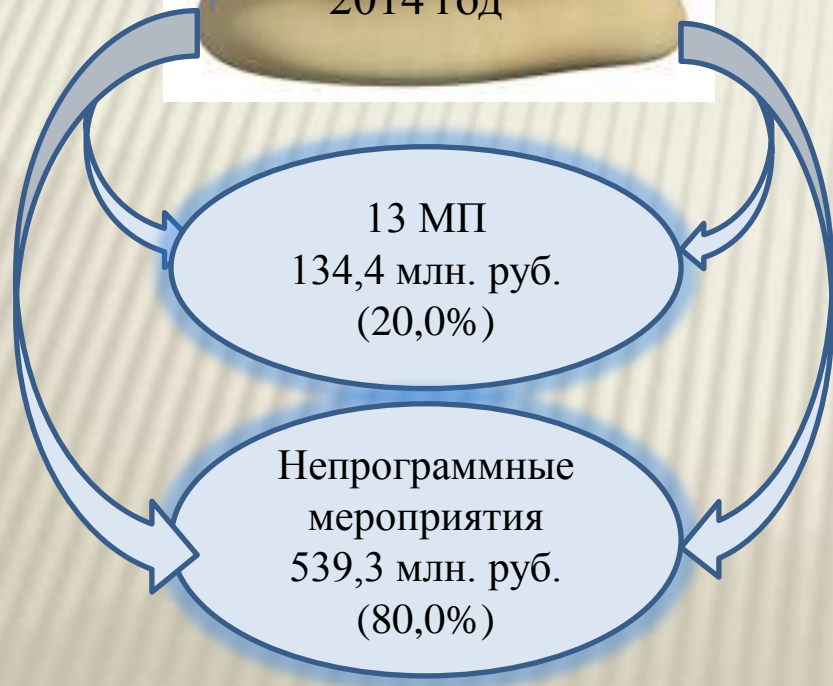 2014 год
13 МП
134,4 млн. руб.
(20,0%)
Непрограммные
мероприятия
539,3 млн. руб.
(80,0%)